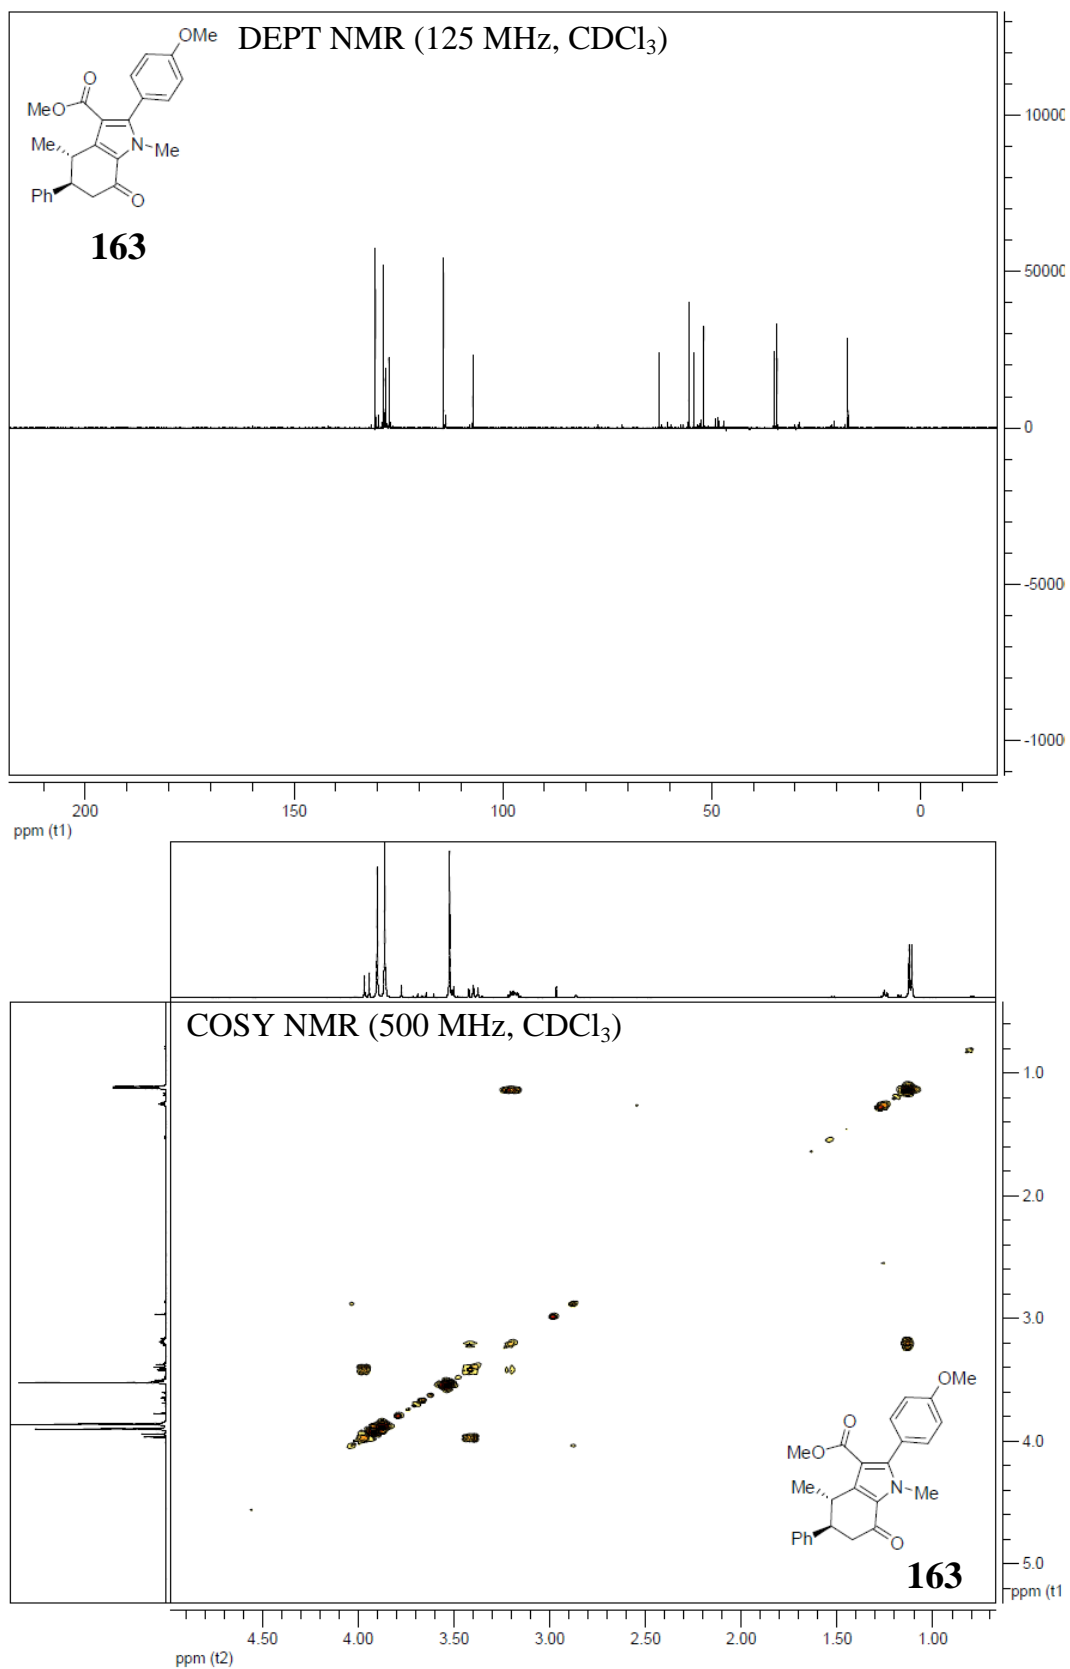 DEPT NMR (125 MHz, CDCl₃)
OMe
O
MeO
N
Me
Me
Ph
O
163
10000
50000
0
-5000
-1000
200
150
100
50
0
ppm (t1)
COSY NMR (500 MHz, CDCl₃)
1.0
2.0
3.0
4.0
5.0
ppm (t1
OMe
O
MeO
Me
N
Me
Ph
O
163
4.50
4.00
3.50
3.00
2.50
2.00
1.50
1.00
ppm (t2)